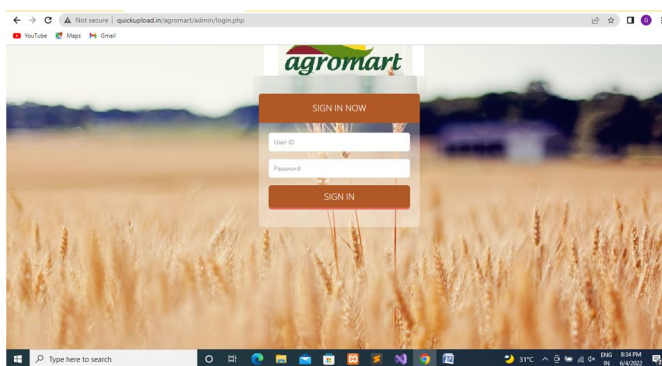 Not secure | quickupload.in/agromart/admin/login.php
G
YouTube Maps Gmail
agromart
SIGN IN NOW
User ID
Password
SIGN IN
Type here to search
31°C
ENG
IN
8:34 PM
6/4/2022